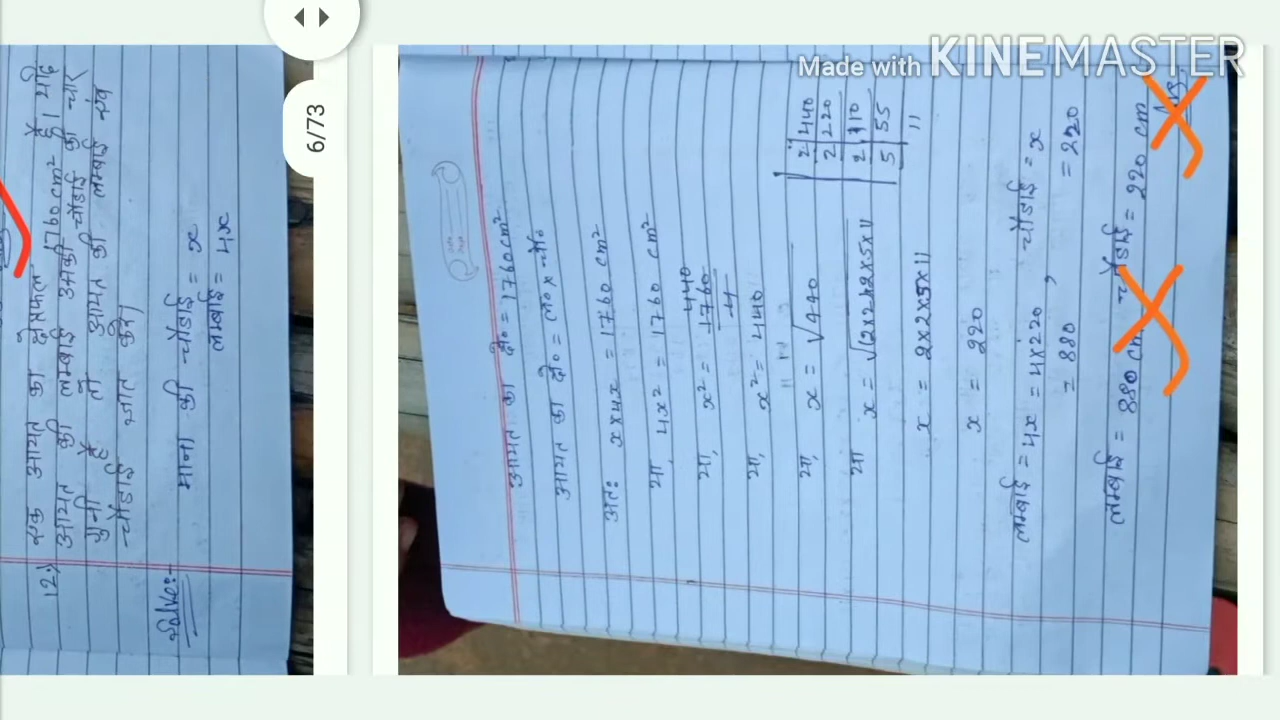 6/73
Made with KINEMASTER
12) एक आयत का क्षेत्रफल 1760 cm² है। यदि
आयत की लम्बाई उसकी चौड़ाई की चार
गुनी है तो आयत की लम्बाई एंव
चौड़ाई ज्ञात करे।
Solve:- माना की चौड़ाई = x
लम्बाई = 4x
आयत का क्षे० = 1760 cm²
आयत का क्षे० = ल० x चौ०
अतः x x 4x = 1760 cm²
या, 4x² = 1760 cm²
440
या, x² = 1760
4
या, x² = 440
या, x = √440
या x = √(2x2x2x5x11
x = 2x2x5x11
x = 220
2 440
2 220
2 110
5 55
11
लम्बाई = 4x = 4x220 , चौड़ाई = x
= 880 = 220
लम्बाई = 880 cm चौड़ाई = 220 cm